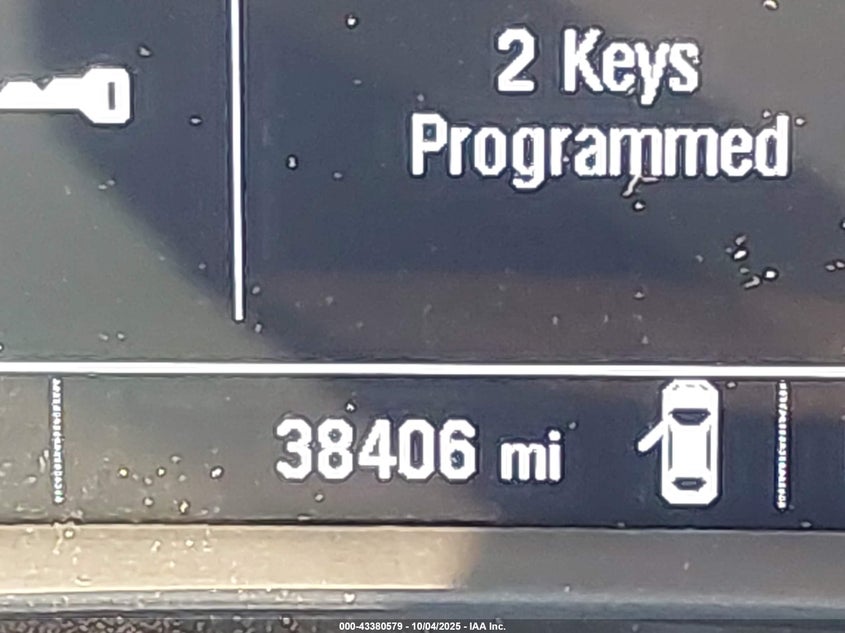 2 Keys
Programmed
38406 mi
000-43380579 - 10/04/2025 - IAA Inc.